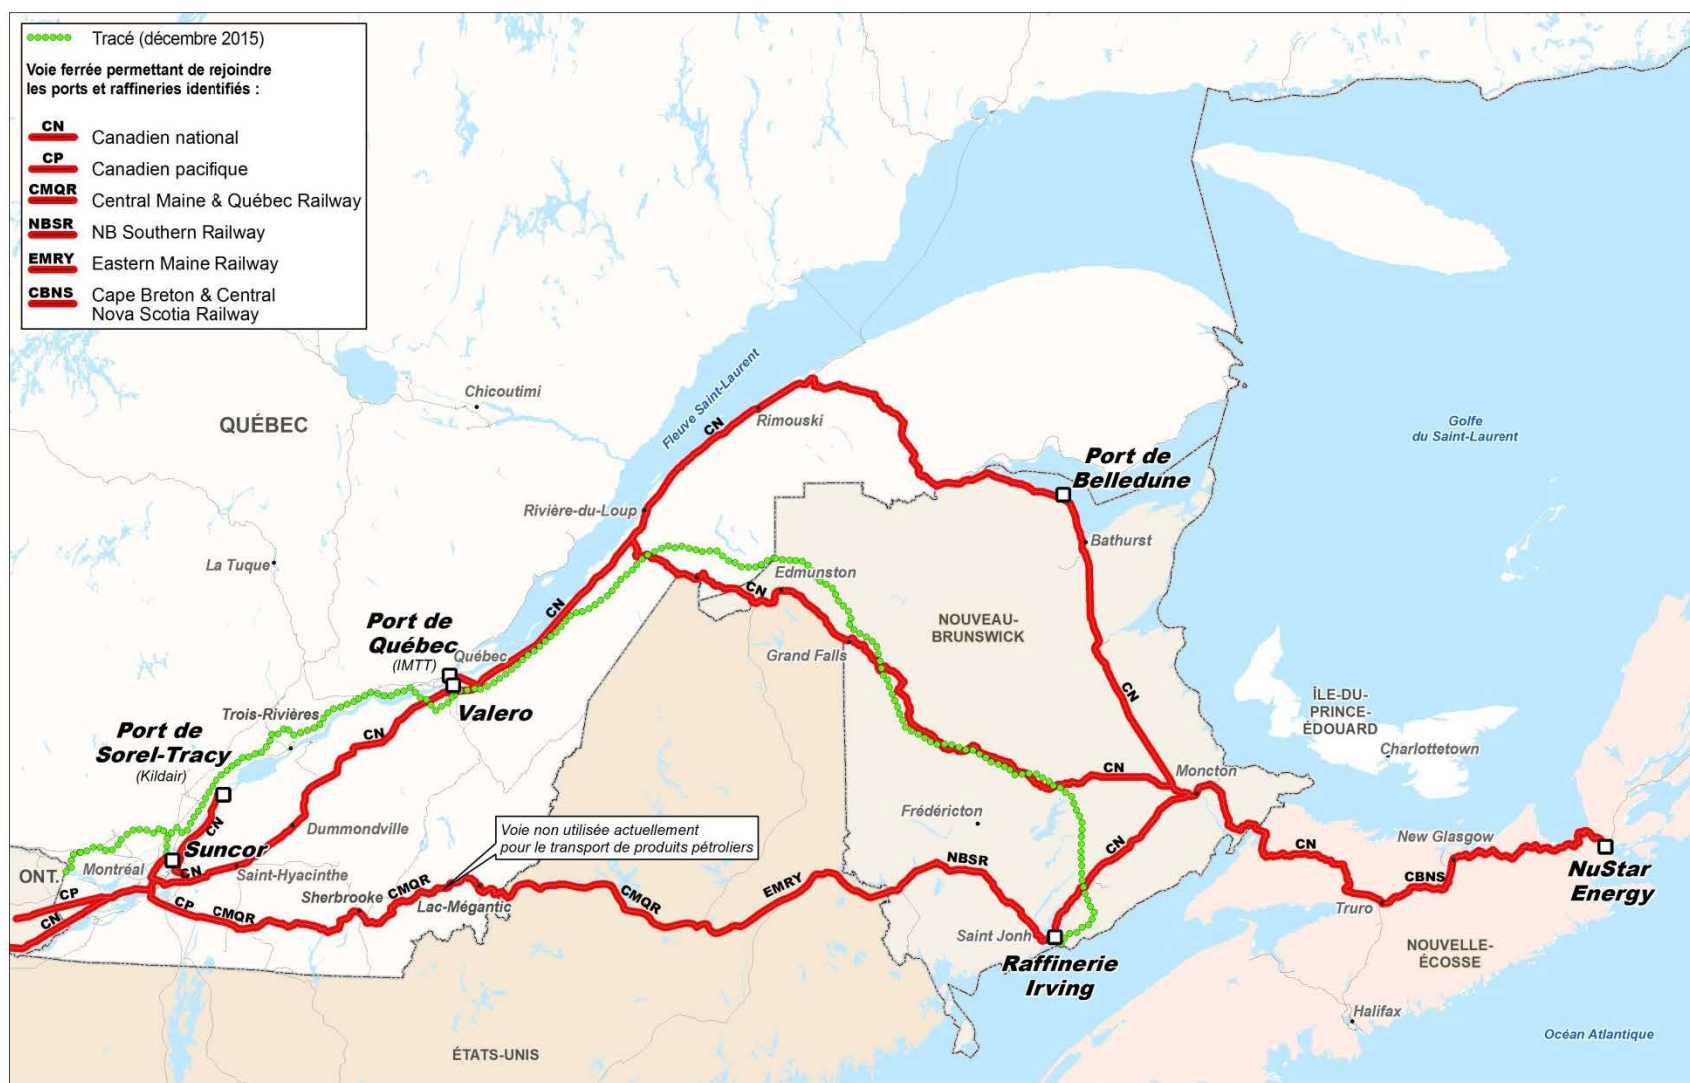 Tracé (décembre 2015)
Voie ferrée permettant de rejoindre
les ports et raffineries identifiés :
CN
Canadien national
CP
Canadien pacifique
CMQR
Central Maine & Québec Railway
NBSR
NB Southern Railway
EMRY
Eastern Maine Railway
CBNS
Cape Breton & Central
Nova Scotia Railway
Chicoutimi
QUÉBEC
Fleuve Saint-Laurent
CN
Rimouski
Golfe
du Saint-Laurent
Port de
Belledune
Rivière-du-Loup
Bathurst
La Tuque
Edmunston
CN
CN
NOUVEAU-
BRUNSWICK
Port de
Québec
(IMTT)
Québec
Grand Falls
Valero
CN
ÎLE-DU-
PRINCE-
ÉDOUARD
Charlottetown
Trois-Rivières
Port de
Sorel-Tracy
(Kildair)
CN
CN
Moncton
Frédéricton
CN
Dummondville
Voie non utilisée actuellement
pour le transport de produits pétroliers
CN
New Glasgow
CN
Suncor
Montréal
CN
Saint-Hyacinthe
ONT.
CP
CN
NBSR
NuStar
Energy
CBNS
Sherbrooke
CMQR
Lac-Mégantic
EMRY
CMQR
CP
CMQR
Truro
Saint Jonh
Raffinerie
Irving
NOUVELLE-
ÉCOSSE
Halifax
Océan Atlantique
ÉTATS-UNIS